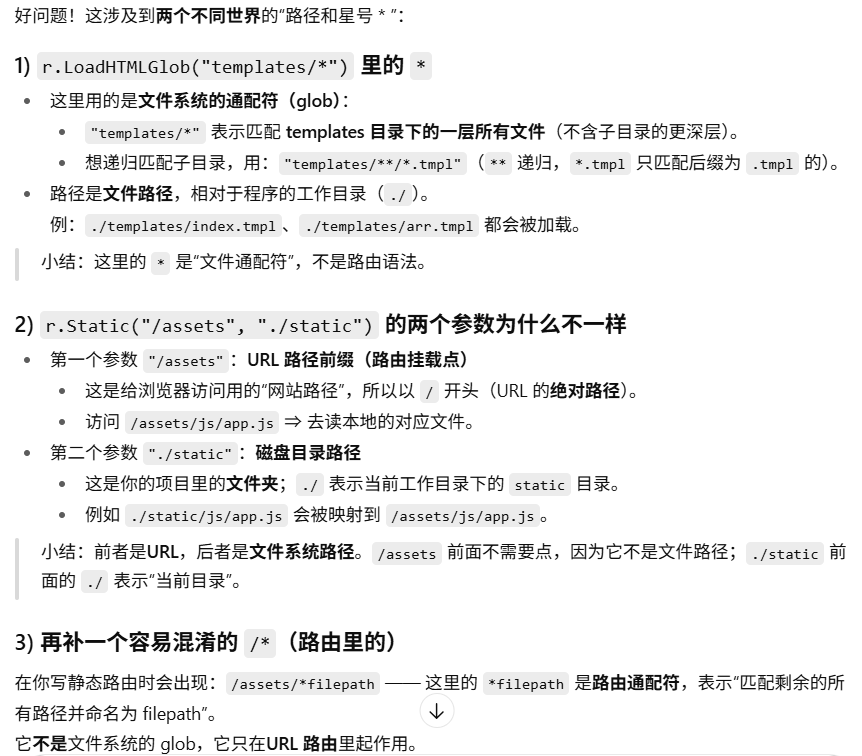 好问题！这涉及到两个不同世界的“路径和星号 * ”：
1) r.LoadHTMLGlob("templates/*") 里的 *
这里用的是文件系统的通配符（glob）：
"templates/*" 表示匹配 templates 目录下的一层所有文件（不含子目录的更深层）。
想递归匹配子目录，用： "templates/**/*.tmpl" （ ** 递归， *.tmpl 只匹配后缀为 .tmpl 的）。
路径是文件路径，相对于程序的工作目录（ ./ ）。
例： ./templates/index.tmpl 、 ./templates/arr.tmpl 都会被加载。
小结：这里的 * 是“文件通配符”，不是路由语法。
2) r.Static("/assets", "./static") 的两个参数为什么不一样
第一个参数 "/assets" ：URL 路径前缀（路由挂载点）
这是给浏览器访问用的“网站路径”，所以以 / 开头（URL 的绝对路径）。
访问 /assets/js/app.js ⇒ 去读本地的对应文件。
第二个参数 "./static" ：磁盘目录路径
这是你的项目里的文件夹； ./ 表示当前工作目录下的 static 目录。
例如 ./static/js/app.js 会被映射到 /assets/js/app.js 。
小结：前者是URL，后者是文件系统路径。 /assets 前面不需要点，因为它不是文件路径； ./static 前
面的 ./ 表示“当前目录”。
3) 再补一个容易混淆的 /* （路由里的）
在你写静态路由时会出现： /assets/*filepath —— 这里的 *filepath 是路由通配符，表示“匹配剩余的所
有路径并命名为 filepath”。
它不是文件系统的 glob，它只在URL 路由里起作用。